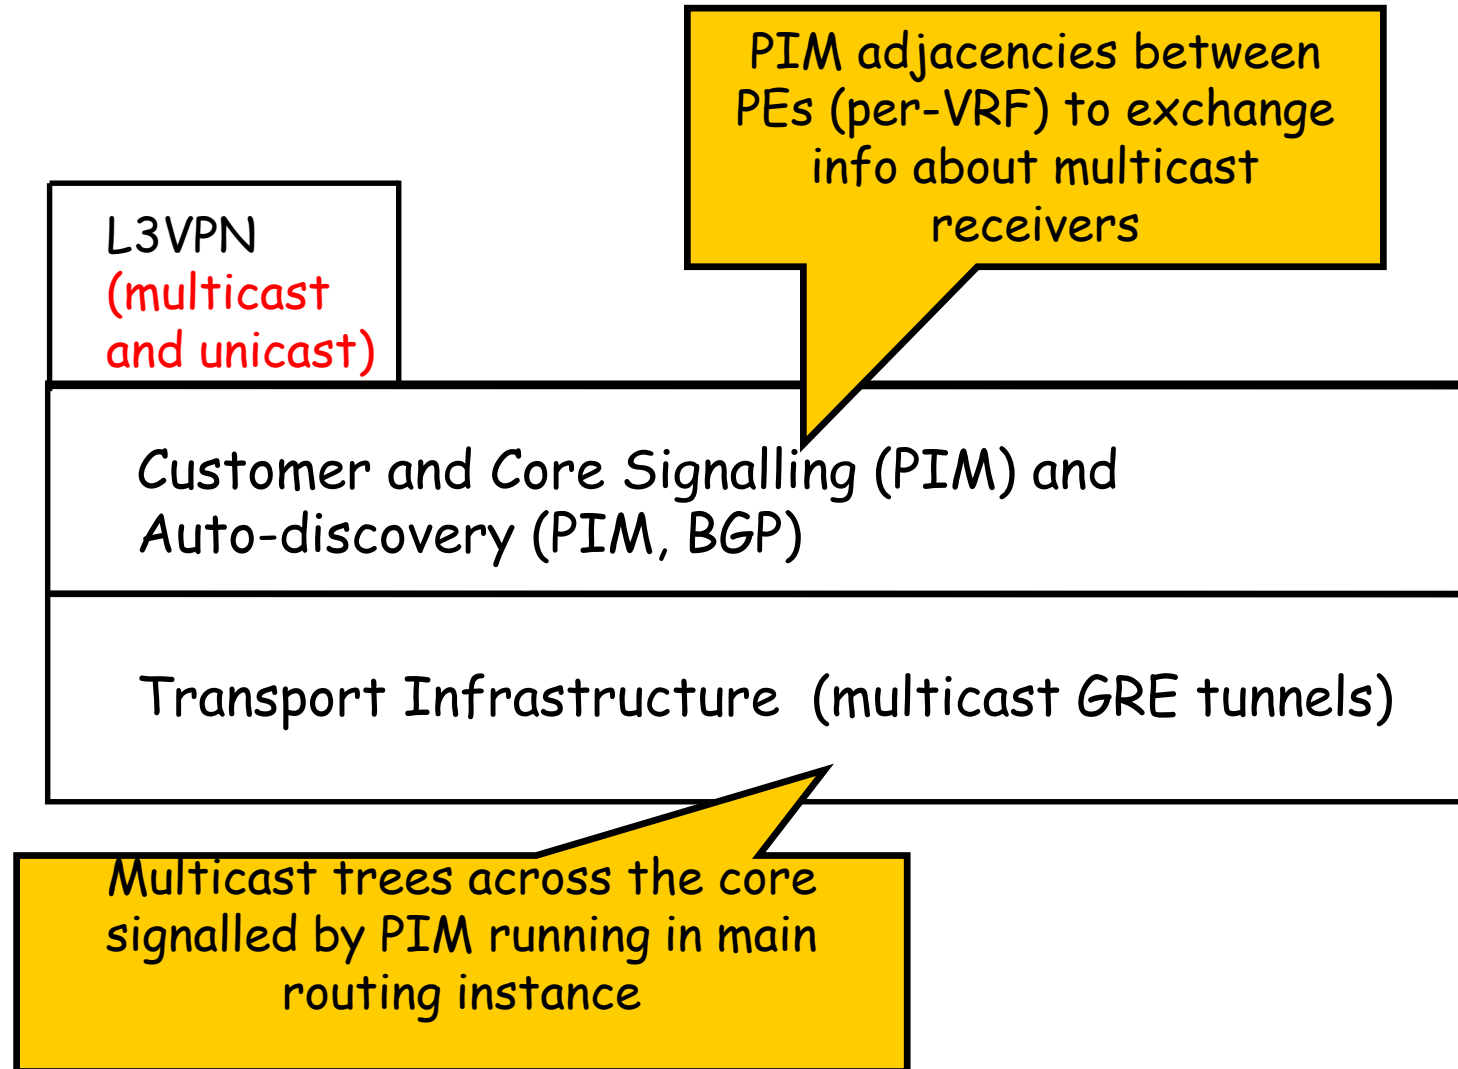 PIM adjacencies between
PEs (per-VRF) to exchange
info about multicast
receivers
L3VPN
(multicast
and unicast)
Customer and Core Signalling (PIM) and
Auto-discovery (PIM, BGP)
Transport Infrastructure (multicast GRE tunnels)
Multicast trees across the core
signalled by PIM running in main
routing instance